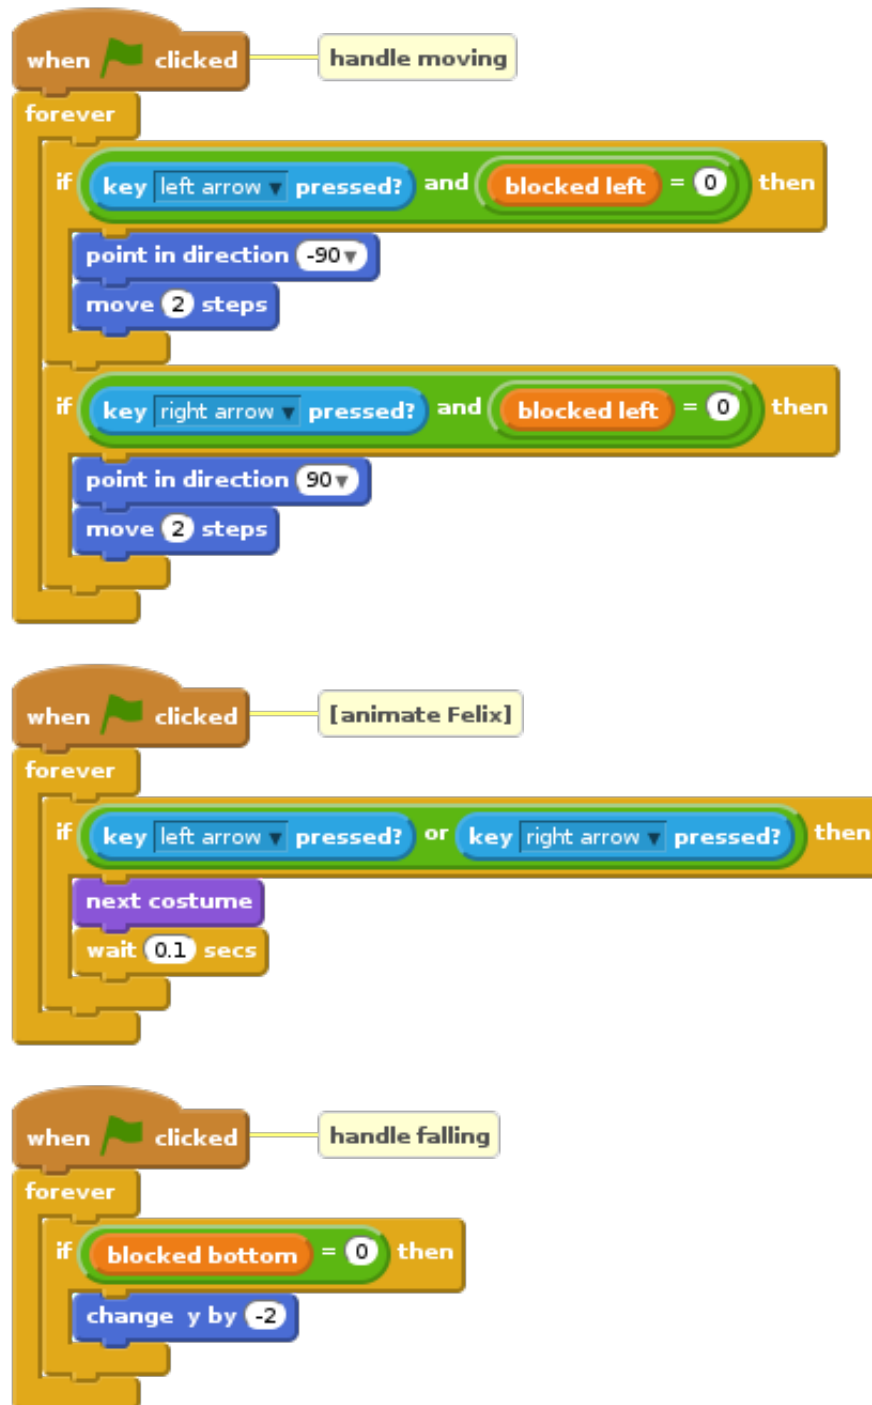 when clicked handle moving
forever
if key left arrow pressed? and blocked left = 0 then
point in direction -90
move 2 steps
if key right arrow pressed? and blocked left = 0 then
point in direction 90
move 2 steps
when clicked [animate Felix]
forever
if key left arrow pressed? or key right arrow pressed? then
next costume
wait 0.1 secs
when clicked handle falling
forever
if blocked bottom = 0 then
change y by -2